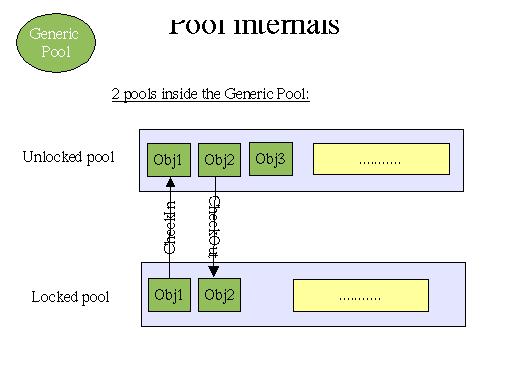 Pool internals
Generic
Pool
2 pools inside the Generic Pool:
Unlocked pool
Obj1 Obj2 Obj3 ...........
CheckIn
CheckOut
Locked pool
Obj1 Obj2 ...........